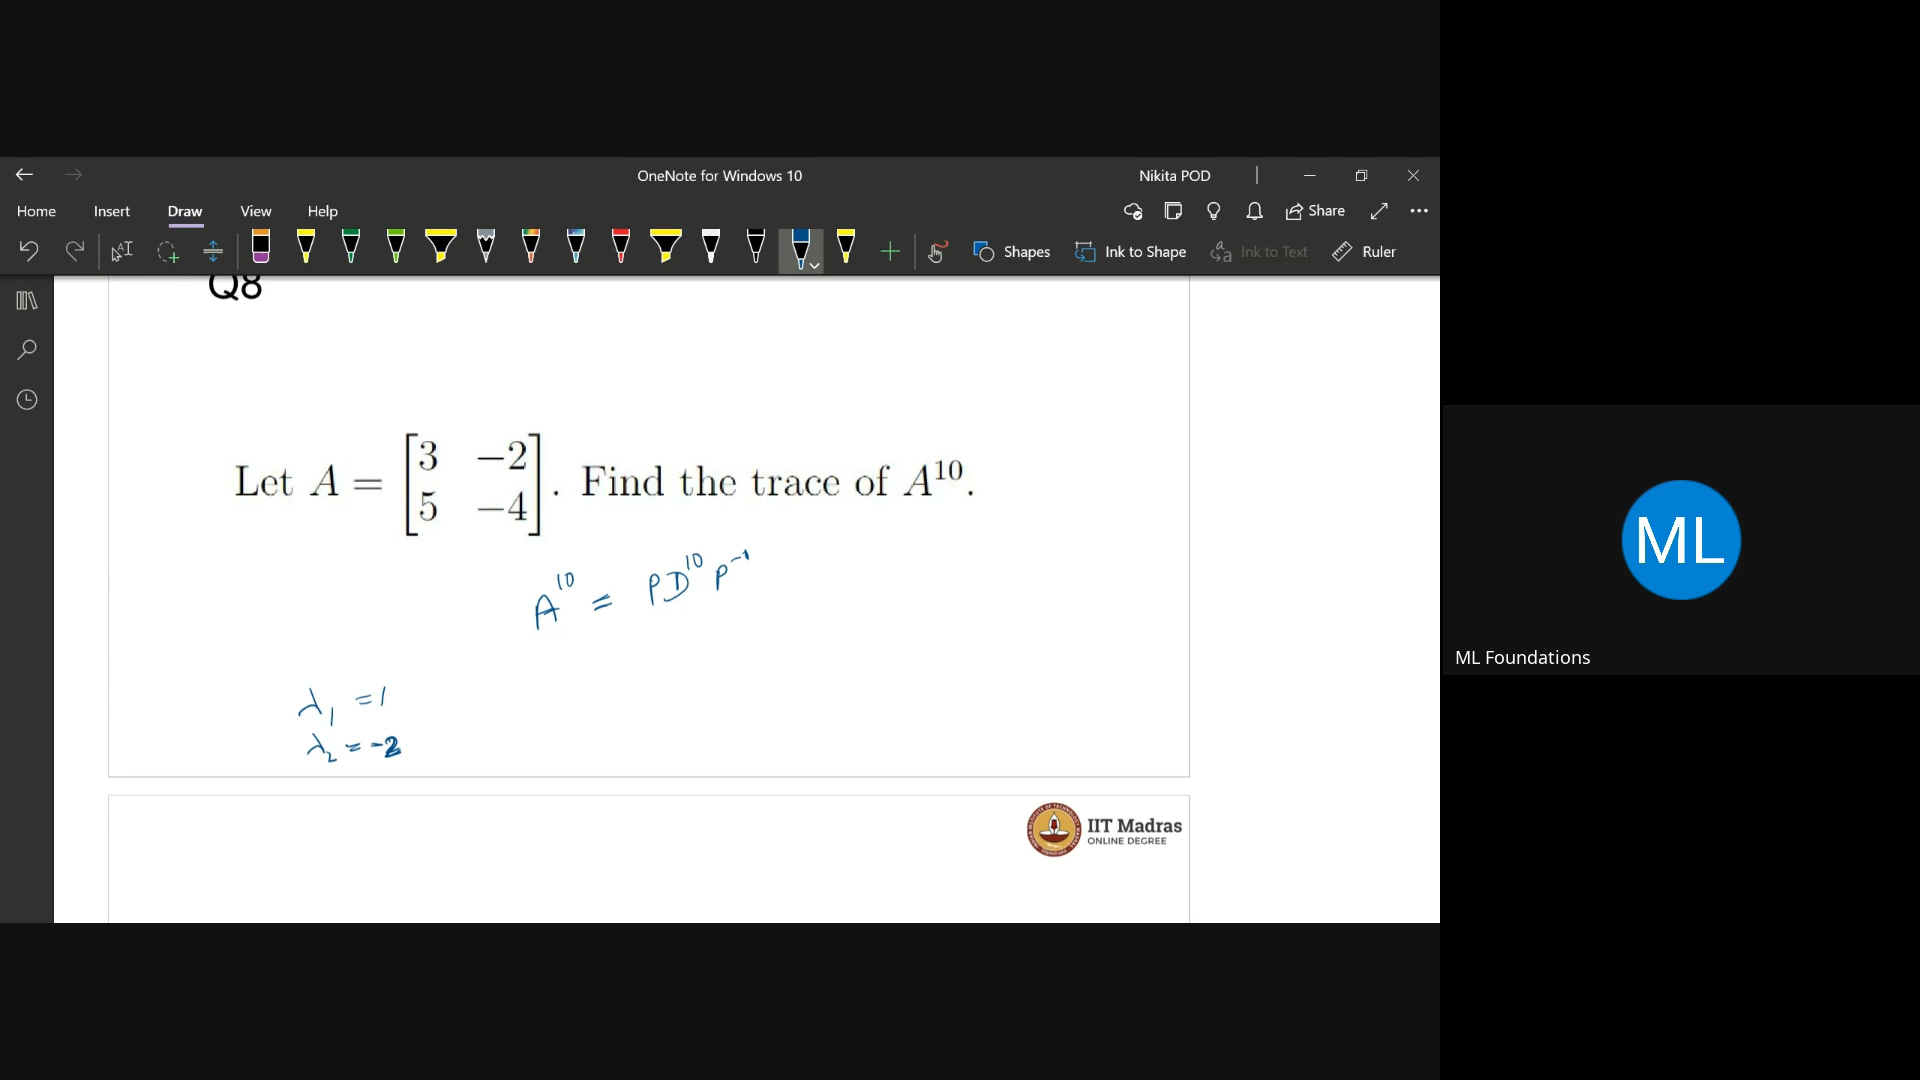 OneNote for Windows 10
Nikita POD
Home Insert Draw View Help
Share
Shapes Ink to Shape Ink to Text Ruler
Q8
Let A = [3 −2; 5 −4]. Find the trace of A^10.
A^10 = PD^10 P^-1
λ1 = 1
λ2 = -2
IIT Madras
ONLINE DEGREE
ML
ML Foundations